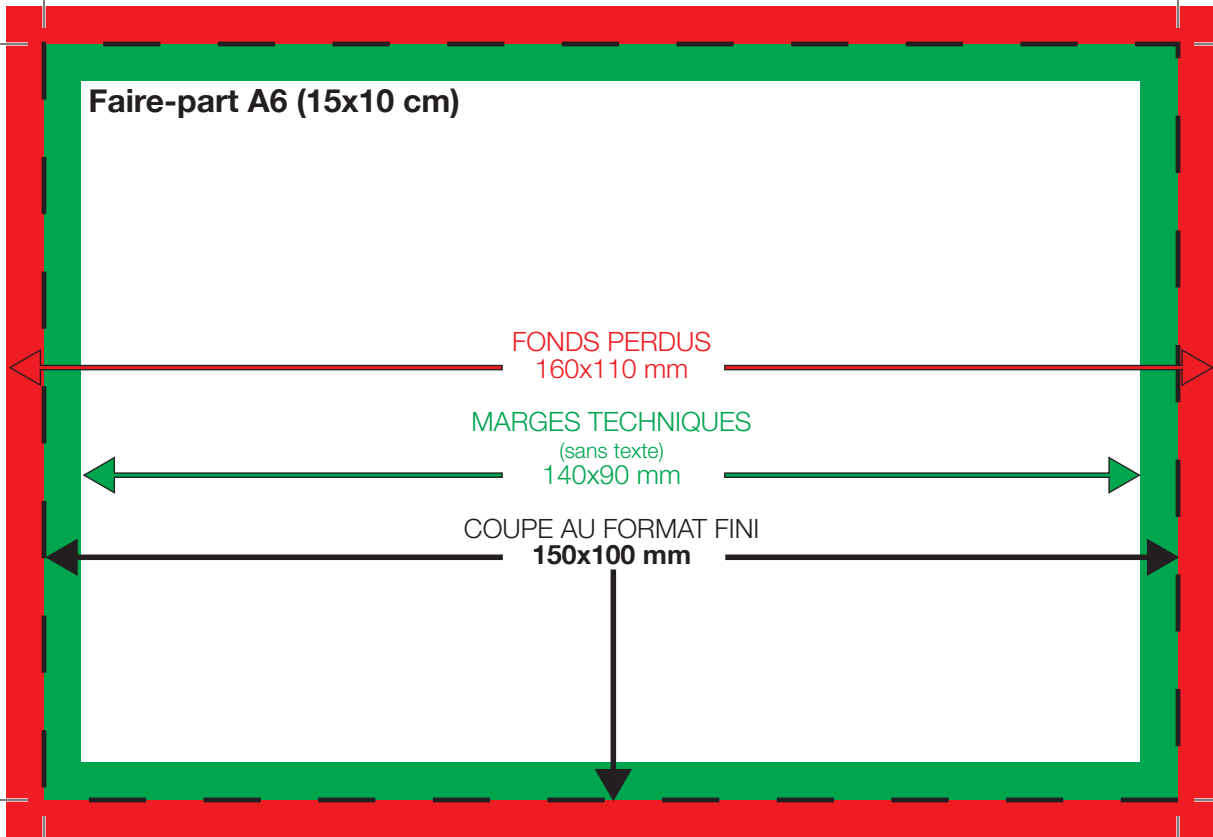 Faire-part A6 (15x10 cm)
FONDS PERDUS
160x110 mm
MARGES TECHNIQUES
(sans texte)
140x90 mm
COUPE AU FORMAT FINI
150x100 mm